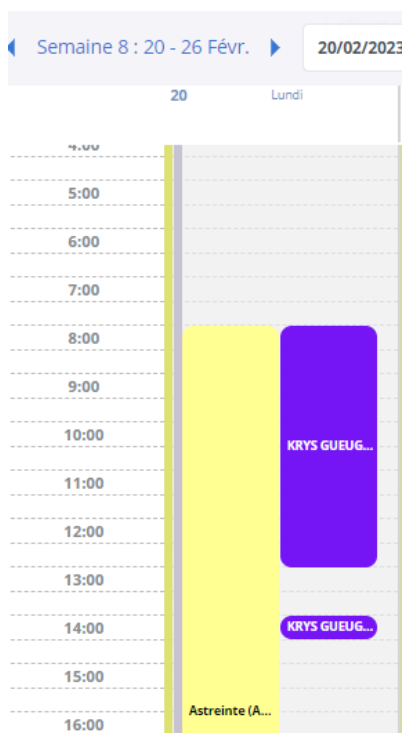 Semaine 8 : 20 - 26 Févr.
20/02/2023
20 Lundi
4:00
5:00
6:00
7:00
8:00
9:00
10:00
KRYS GUEUG...
11:00
12:00
13:00
14:00
KRYS GUEUG...
15:00
Astreinte (A...
16:00